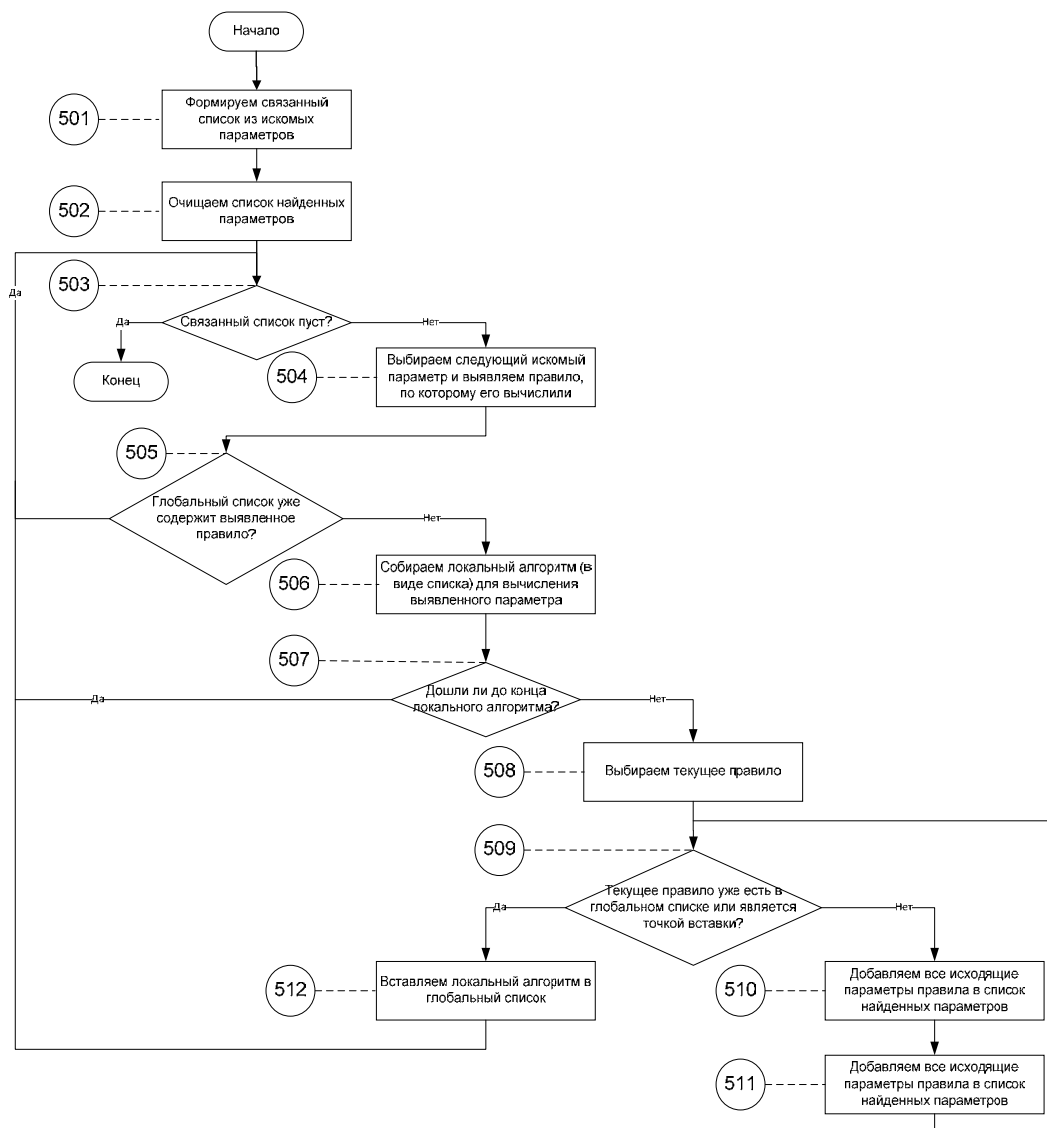 Начало
501
Формируем связанный
список из искомых
параметров
502
Очищаем список найденных
параметров
503
Да
Связанный список пуст?
Да
Нет
Конец
504
Выбираем следующий искомый
параметр и выявляем правило,
по которому его вычислили
505
Глобальный список уже
содержит выявленное
правило?
Нет
506
Собираем локальный алгоритм (в
виде списка) для вычисления
выявленного параметра
507
Дошли ли до конца
локального алгоритма?
Да
Нет
508
Выбираем текущее правило
509
Текущее правило уже есть в
глобальном списке или является
точкой вставки?
Да
Нет
512
Вставляем локальный алгоритм в
глобальный список
510
Добавляем все исходящие
параметры правила в список
найденных параметров
511
Добавляем все исходящие
параметры правила в список
найденных параметров